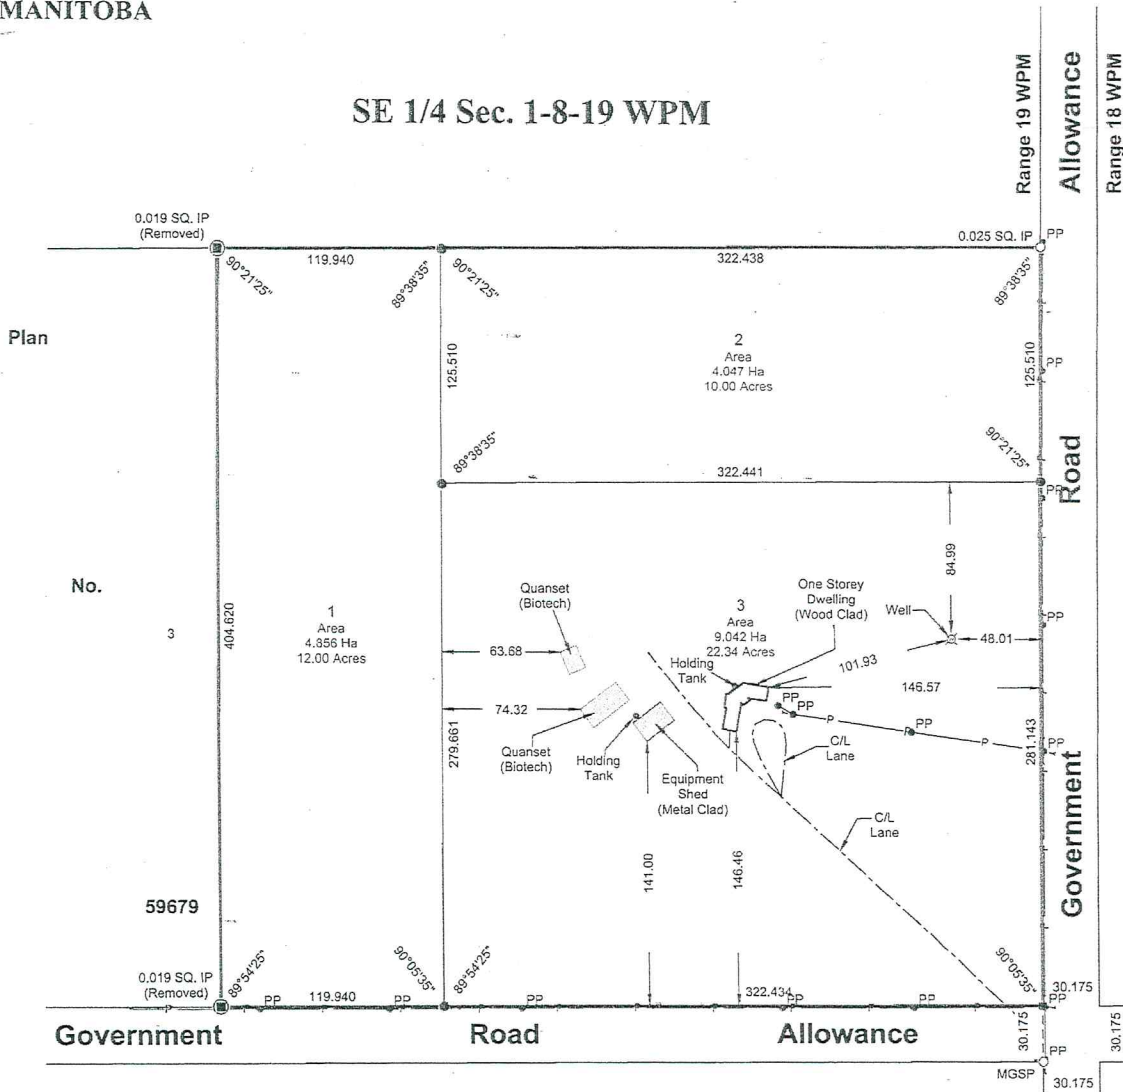 MANITOBA
SE 1/4 Sec. 1-8-19 WPM
Range 19 WPM
Allowance
Range 18 WPM
0.019 SQ. IP
(Removed)
0.025 SQ. IP
PP
119.940
322.438
90°21'25"
89°38'35"
90°21'25"
89°38'35"
Plan
2
Area
4.047 Ha
10.00 Acres
125.510
125.510
PP
89°38'35"
90°21'25"
322.441
PP
Road
84.99
No.
3
404.620
1
Area
4.856 Ha
12.00 Acres
Quanset
(Biotech)
3
Area
9.042 Ha
22.34 Acres
One Storey
Dwelling
(Wood Clad)
Well
PP
48.01
63.68
Holding
Tank
101.93
146.57
74.32
PP
PP
P
P
PP
P
PP
279.661
281.143
Quanset
(Biotech)
Holding
Tank
Equipment
Shed
(Metal Clad)
C/L
Lane
C/L
Lane
Government
141.00
146.46
59679
0.019 SQ. IP
(Removed)
89°54'25"
90°05'35"
89°54'25"
90°05'35"
PP
119.940
PP
PP
322.434
PP
PP
PP
30.175
Government Road Allowance
30.175
30.175
PP
MGSP
30.175